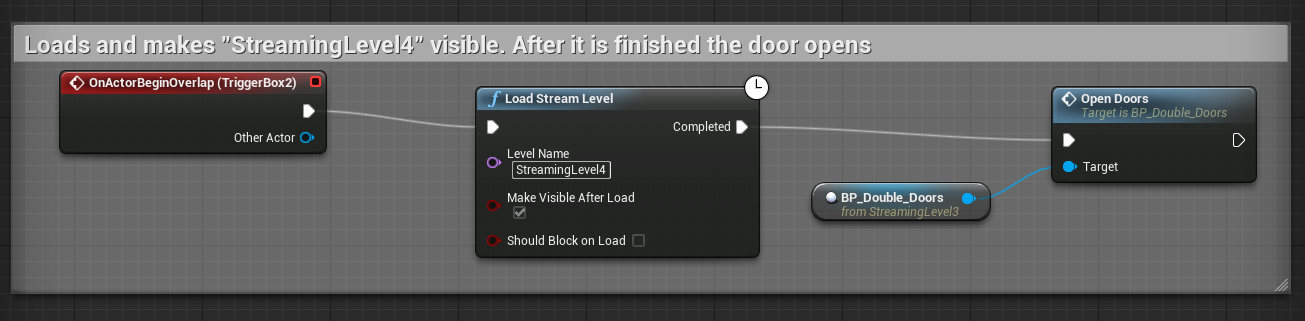 Loads and makes "StreamingLevel4" visible. After it is finished the door opens
OnActorBeginOverlap (TriggerBox2)
Other Actor
f Load Stream Level
Completed
Level Name
StreamingLevel4
Make Visible After Load
Should Block on Load
BP_Double_Doors
from StreamingLevel3
Open Doors
Target is BP_Double_Doors
Target